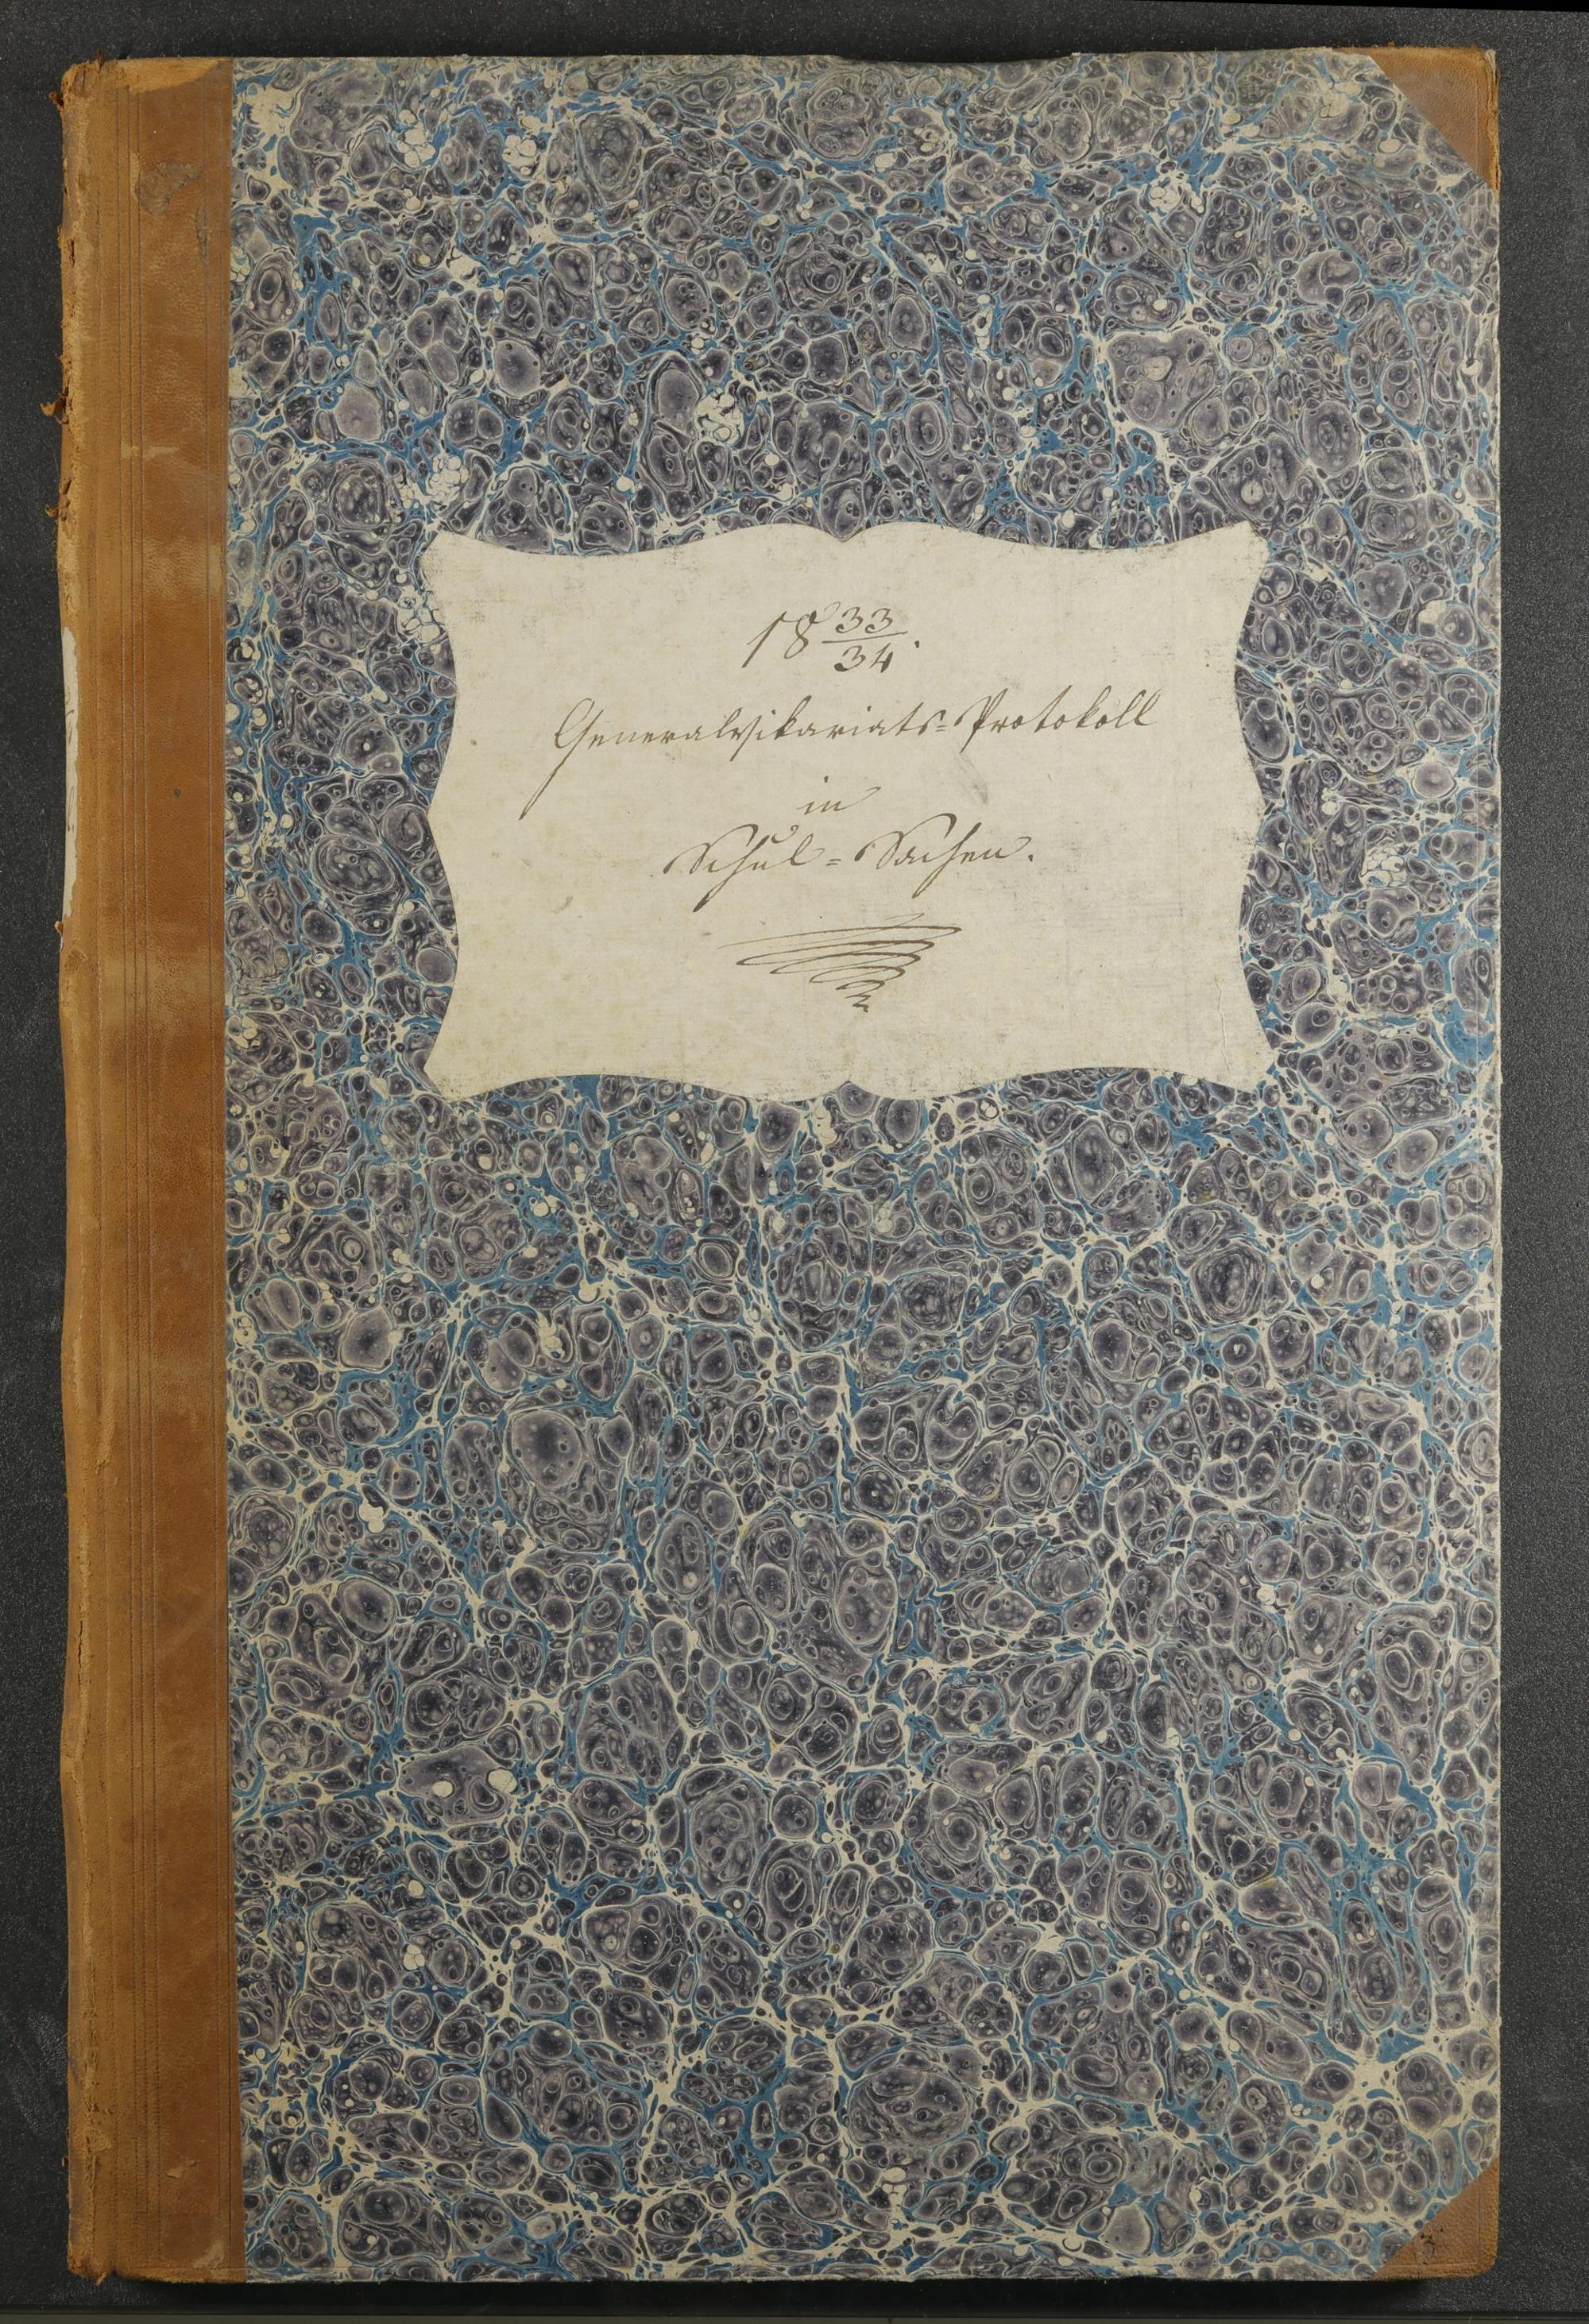 18 33/34.
Generalvikariats=Protokoll
in
Schul=Sachen.